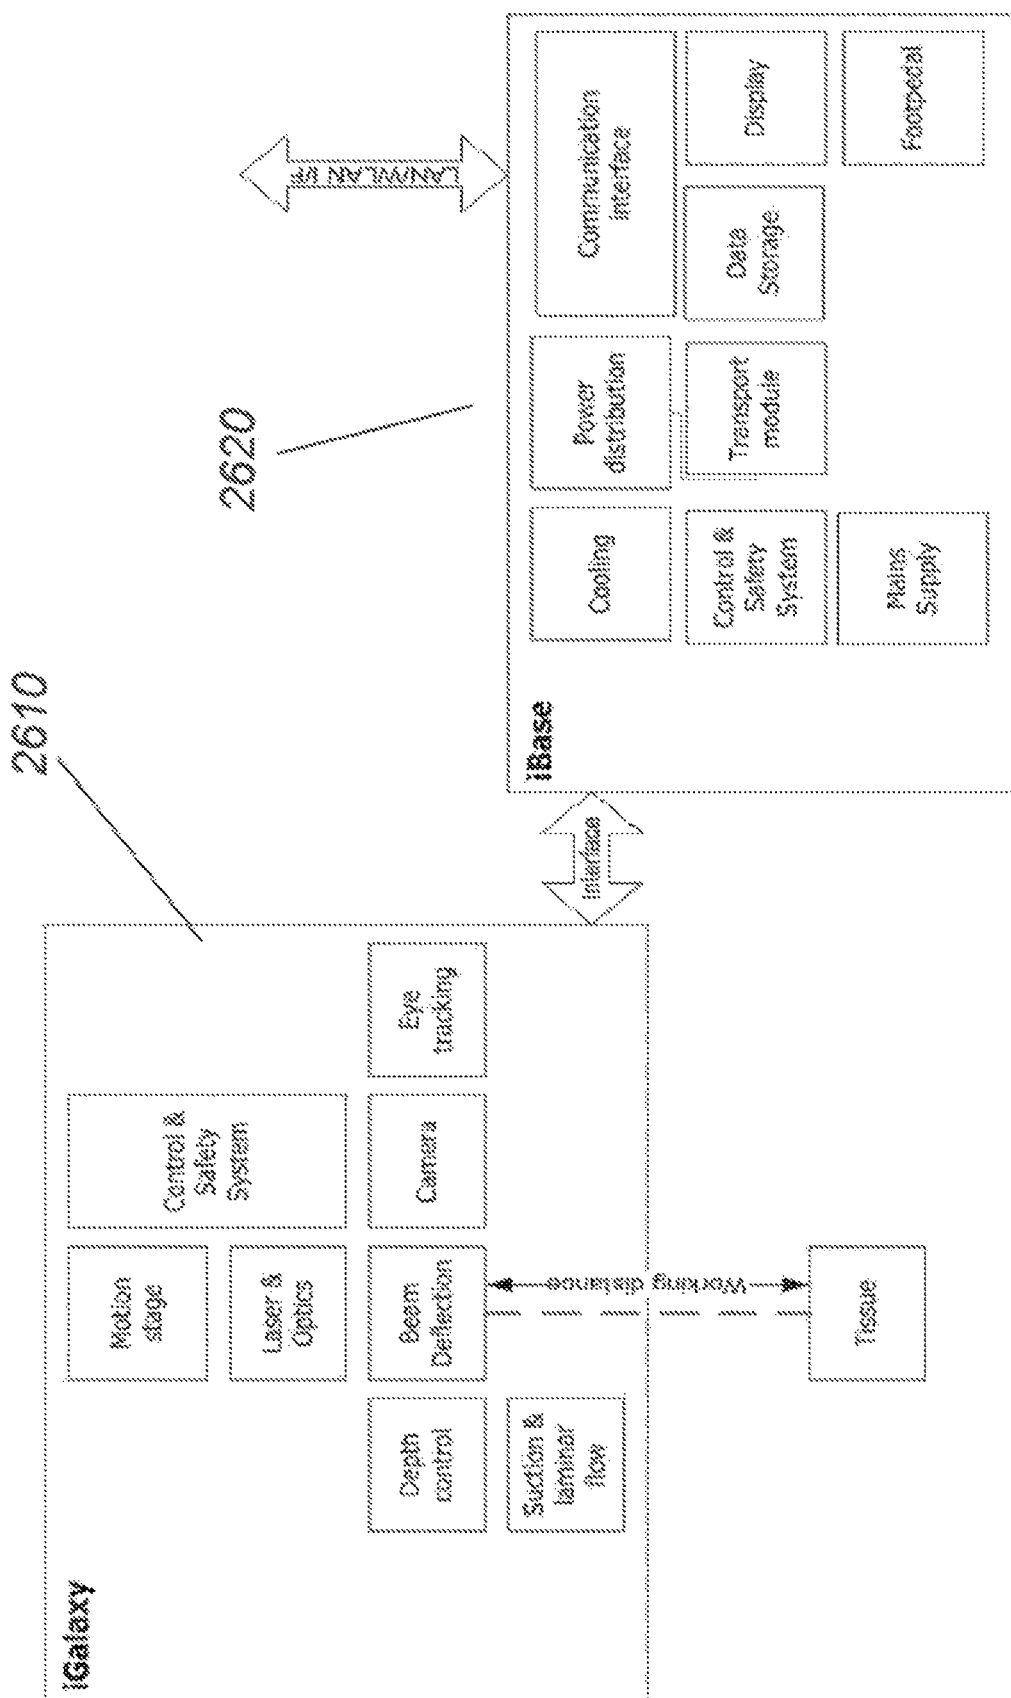 2610
iGalaxy
Motion
stage
Control &
Safety
System
Laser &
Optics
Depth
control
Beam
Deflection
Camera
Eye
tracking
Suction &
laminar
flow
Working distance
Tissue
Interface
2620
LAN/WLAN I/F
iBase
Cooling
Power
distribution
Communication
interface
Control &
Safety
System
Transport
module
Data
Storage
Display
Mains
Supply
Footpedal